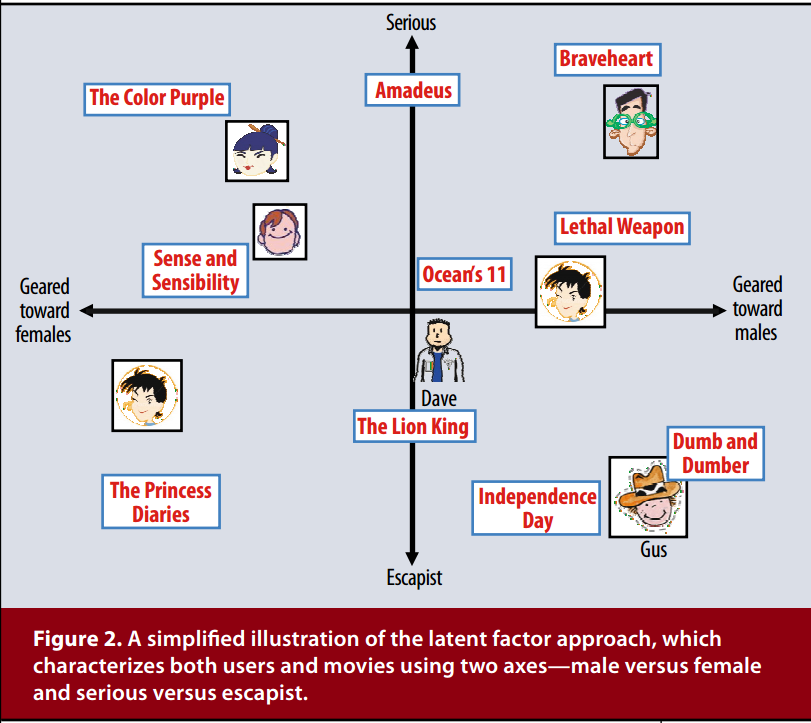 Serious
Braveheart
Amadeus
The Color Purple
Lethal Weapon
Sense and
Sensibility
Ocean's 11
Geared
toward
females
Geared
toward
males
Dave
The Lion King
Dumb and
Dumber
The Princess
Diaries
Independence
Day
Gus
Escapist
Figure 2. A simplified illustration of the latent factor approach, which
characterizes both users and movies using two axes—male versus female
and serious versus escapist.